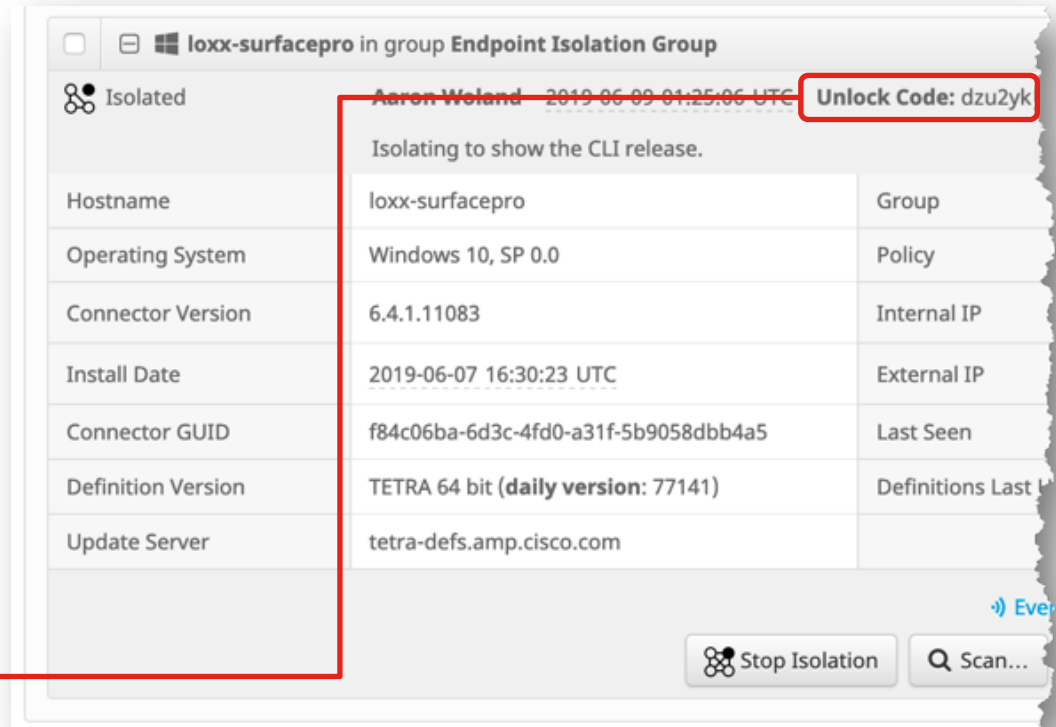 loxx-surfacepro in group Endpoint Isolation Group
Isolated Aaron Woland 2019-06-09 01:25:06 UTC Unlock Code: dzu2yk
Isolating to show the CLI release.
Hostname loxx-surfacepro Group
Operating System Windows 10, SP 0.0 Policy
Connector Version 6.4.1.11083 Internal IP
Install Date 2019-06-07 16:30:23 UTC External IP
Connector GUID f84c06ba-6d3c-4fd0-a31f-5b9058dbb4a5 Last Seen
Definition Version TETRA 64 bit (daily version: 77141) Definitions Last
Update Server tetra-defs.amp.cisco.com
Stop Isolation Scan...